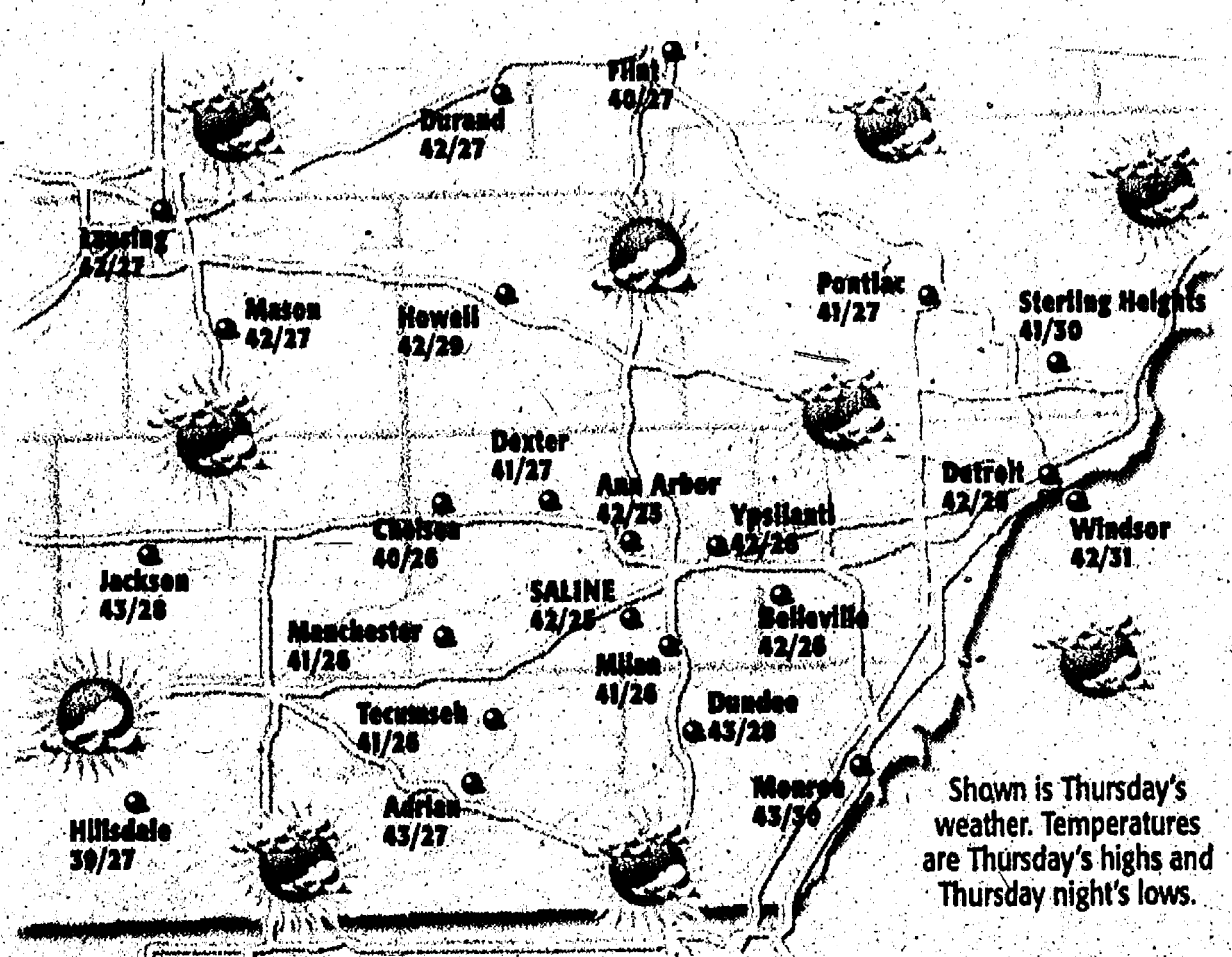 Flint
40/27
Durand
42/27
Lansing
42/27
Mason
42/27
Howell
42/29
Pontiac
41/27
Sterling Heights
41/30
Dexter
41/27
Ann Arbor
Ypsilanti
42/26
Detroit
Windsor
42/31
Chelsea
40/26
Jackson
43/28
SALINE
42/25
Belleville
42/26
Manchester
41/26
Milan
41/26
Dundee
43/28
Tecumseh
41/26
Adrian
43/27
Monroe
43/30
Hillsdale
39/27
Shown is Thursday's
weather. Temperatures
are Thursday's highs and
Thursday night's lows.